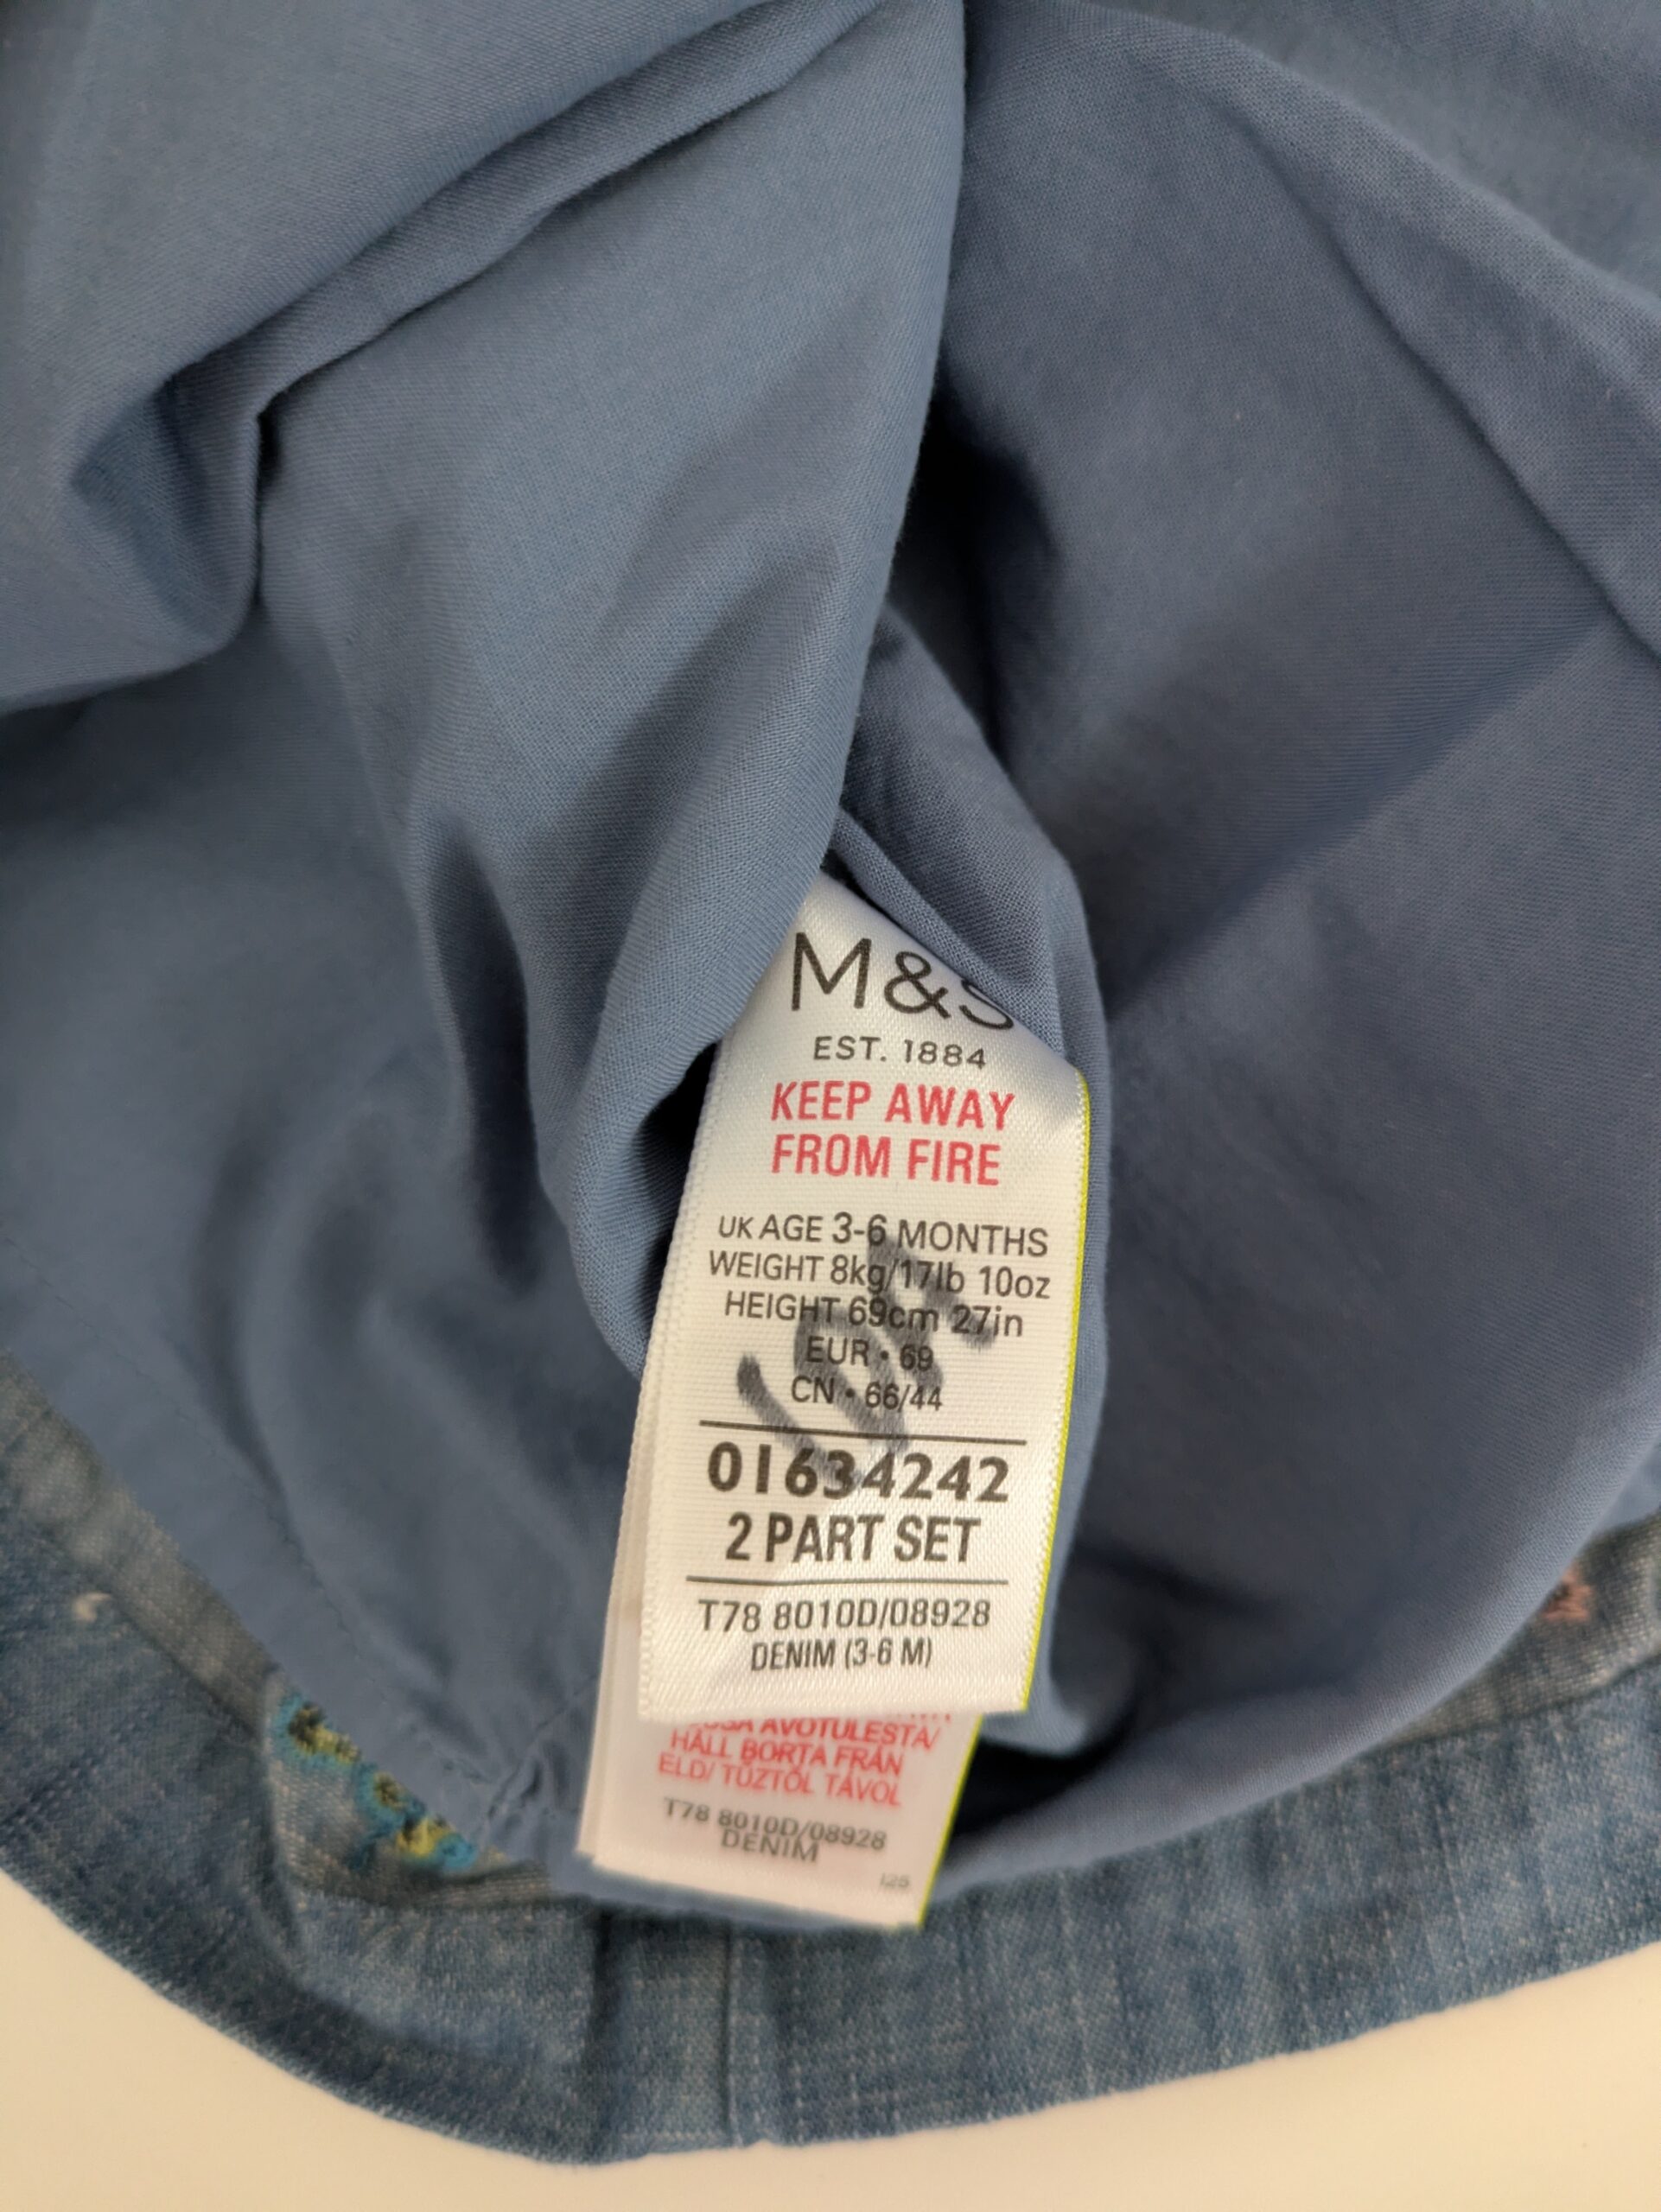 M&S
EST. 1884
KEEP AWAY
FROM FIRE
UK AGE 3-6 MONTHS
WEIGHT 8kg/17lb 10oz
HEIGHT 69cm 27in
EUR • 69
CN • 66/44
01634242
2 PART SET
T78 8010D/08928
DENIM (3-6 M)
AVOTULESTA/
HÅLL BORTA FRÅN
ELD/ TŰZTŐL TÁVOL
T78 8010D/08928
DENIM